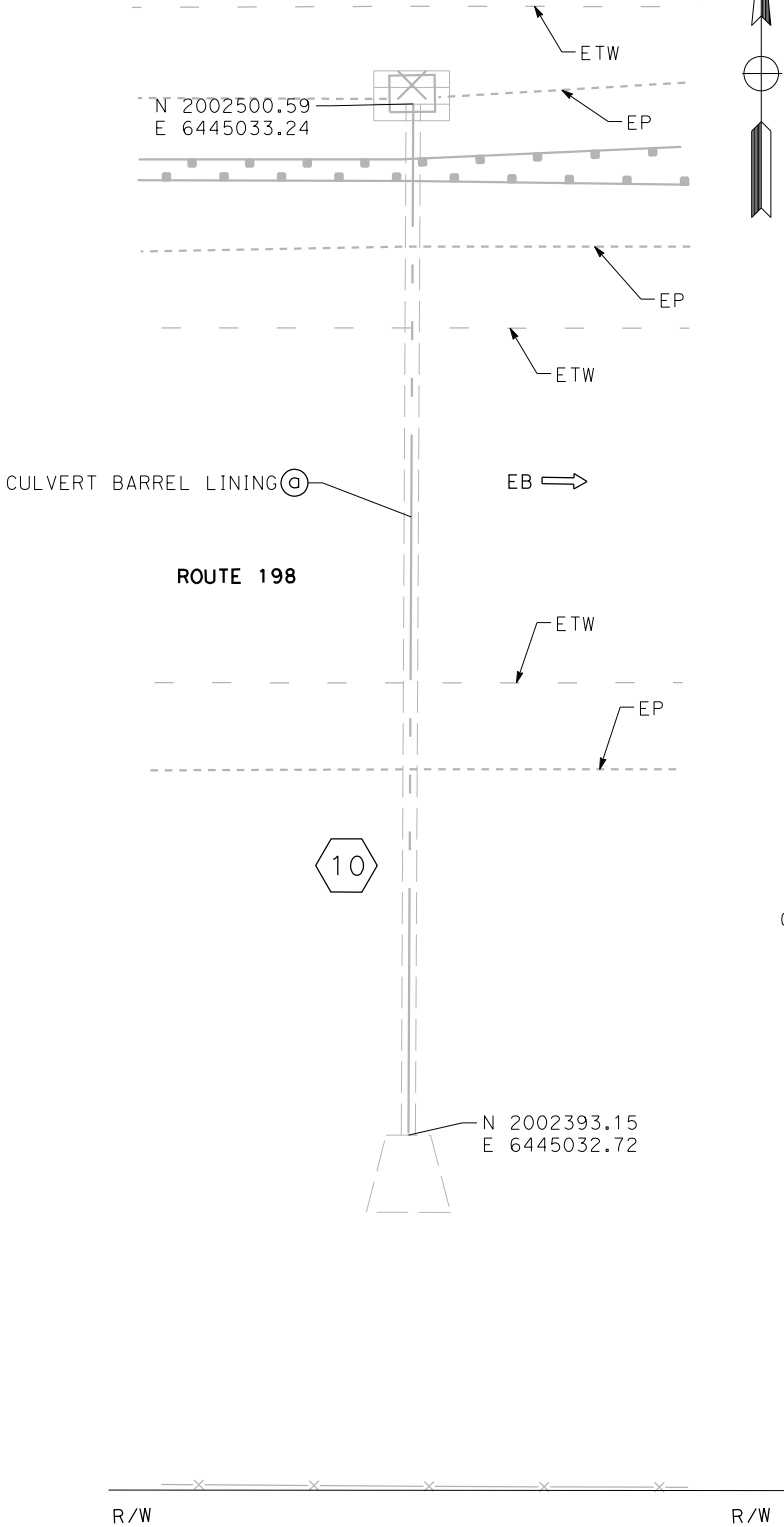 ETW
N 2002500.59
E 6445033.24
EP
EP
ETW
CULVERT BARREL LINING a
EB
ROUTE 198
ETW
EP
10
N 2002393.15
E 6445032.72
R/W
R/W